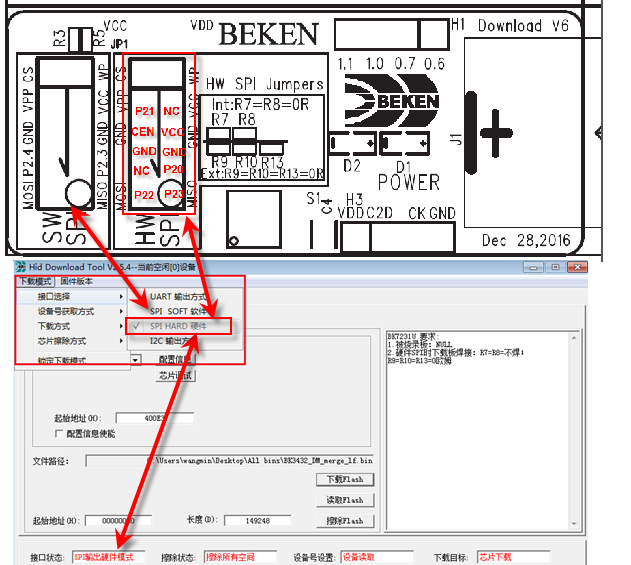 VCC
VDD BEKEN
H1 Download V6
R3 R5 JP1
1.1 1.0 0.7 0.6
HW SPI Jumpers
Int:R7=R8=0R
R7 R8
R9 R10 R13
Ext:R9=R10=R13=0R
BEKEN
J1
D2 D1
POWER
MOSI P2.4 GND VPP CS
MISO P2.3 GND VCC WP
MOSI GND VPP CS
MISO GND VCC WP
P21 NC
CEN VCC
GND GND
NC P20
P22 P23
SW SPI
HW SPI
S1 C4 H3
VDD C2D CK GND
Dec 28,2016
Hid Download Tool V2.5.4--当前空闲[0]设备
下载模式 固件版本
接口选择
设备号获取方式
下载方式
芯片擦除方式
锁定下载模式
UART 输出方式
SPI SOFT 软件
✓ SPI HARD 硬件
I2C 输出方
配置信息
芯片调试
BK7231U 要求:
1.被烧录板: NULL
2.硬件SPI时下载板焊接: R7=R8=不焊;
R9=R10=R13=0欧姆
起始地址(H): 400E3
配置信息使能
文件路径: C:\Users\wangmin\Desktop\All bins\BK3432_DM_merge_lf.bin
下载Flash
读取Flash
起始地址(H): 00000000 长度(D): 149248 擦除Flash
接口状态: SPI输出硬件模式 擦除状态: 擦除所有空间 设备号设置: 设备读取 下载目标: 芯片下载